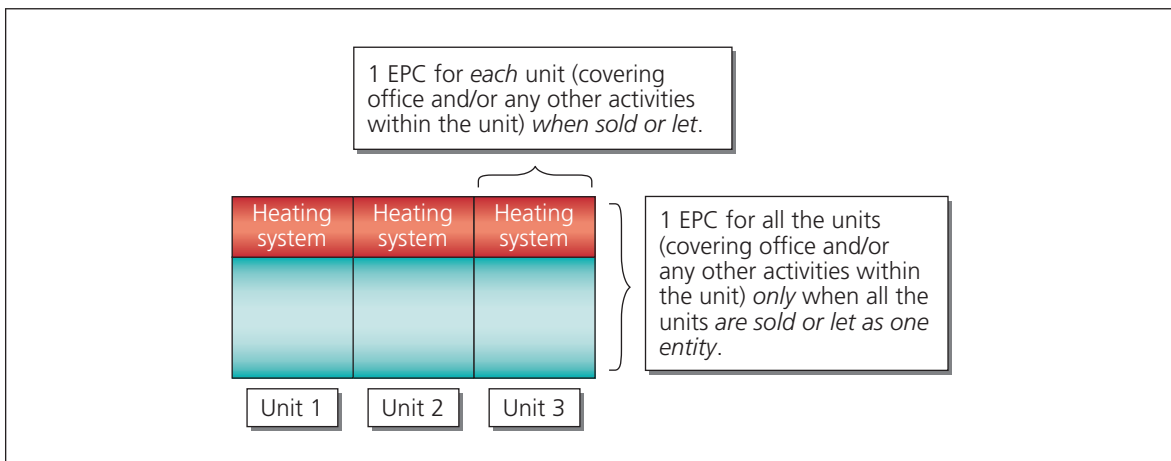 1 EPC for each unit (covering
office and/or any other activities
within the unit) when sold or let.
Heating
system
Heating
system
Heating
system
1 EPC for all the units
(covering office and/or
any other activities within
the unit) only when all the
units are sold or let as one
entity.
Unit 1
Unit 2
Unit 3